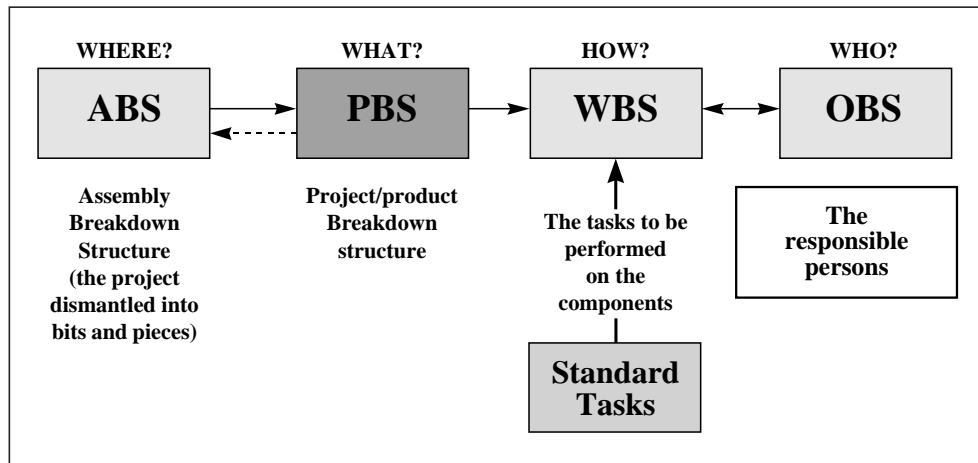 WHERE?
WHAT?
HOW?
WHO?
ABS
PBS
WBS
OBS
Assembly
Breakdown
Structure
(the project
dismantled into
bits and pieces)
Project/product
Breakdown
structure
The tasks to be
performed
on the
components
The
responsible
persons
Standard
Tasks